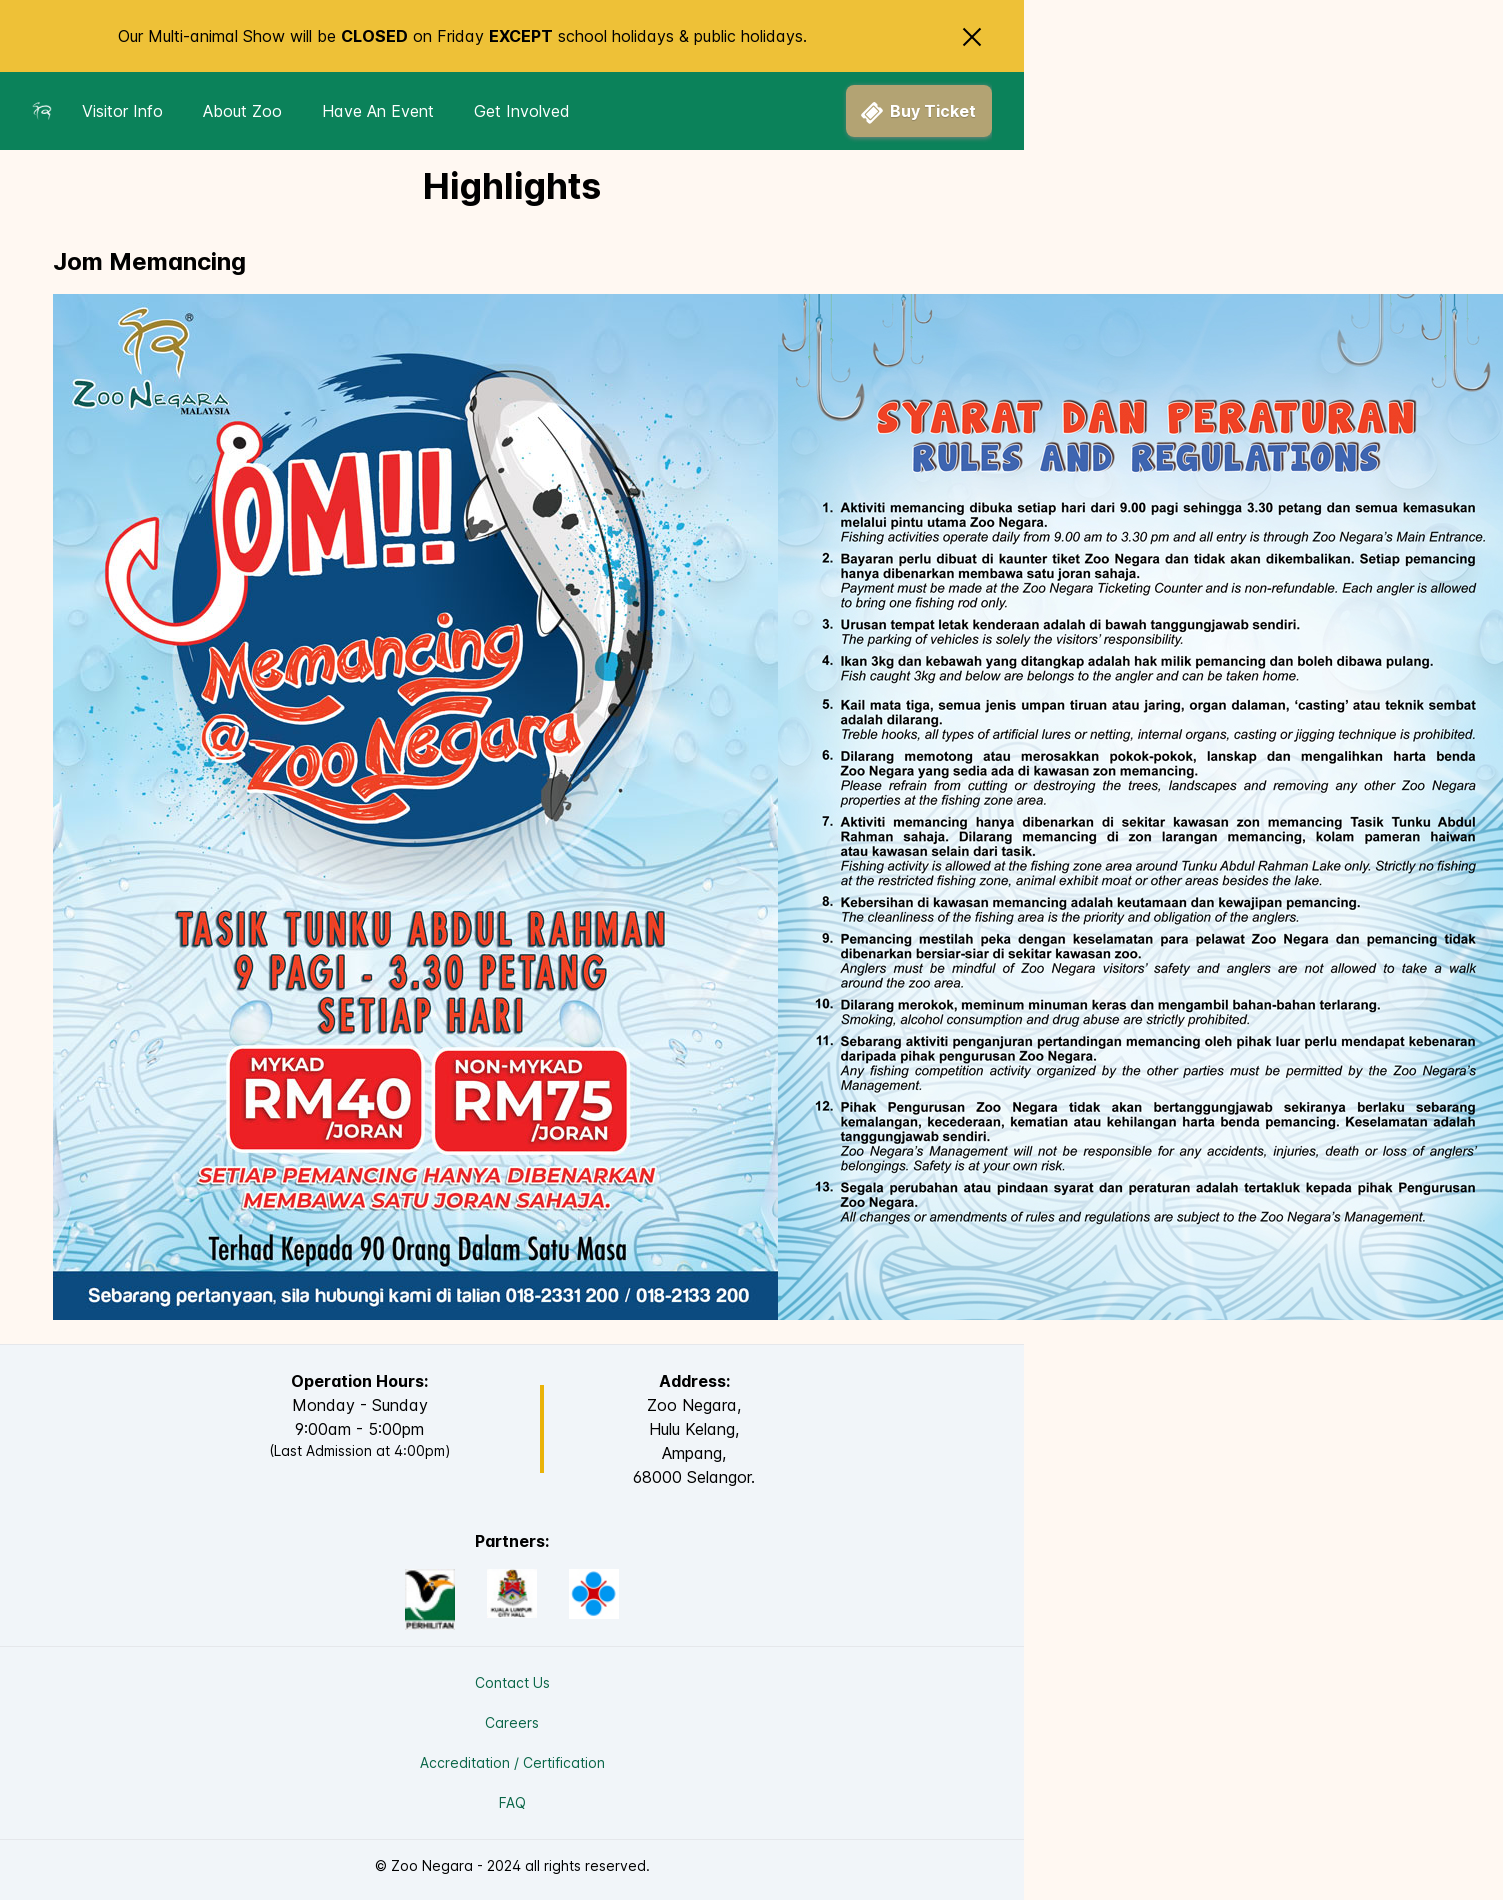 Our Multi-animal Show will be CLOSED on Friday EXCEPT school holidays & public holidays.
Visitor Info
About Zoo
Have An Event
Get Involved
Buy Ticket
Highlights
Jom Memancing
®
Zoo Negara
MALAYSIA
JOM!!
Memancing
@ Zoo Negara
TASIK TUNKU ABDUL RAHMAN
9 PAGI - 3.30 PETANG
SETIAP HARI
MYKAD
RM40
/JORAN
NON-MYKAD
RM75
/JORAN
SETIAP PEMANCING HANYA DIBENARKAN
MEMBAWA SATU JORAN SAHAJA.
Terhad Kepada 90 Orang Dalam Satu Masa
Sebarang pertanyaan, sila hubungi kami di talian 018-2331 200 / 018-2133 200
SYARAT DAN PERATURAN
RULES AND REGULATIONS
1. Aktiviti memancing dibuka setiap hari dari 9.00 pagi sehingga 3.30 petang dan semua kemasukan
melalui pintu utama Zoo Negara.
Fishing activities operate daily from 9.00 am to 3.30 pm and all entry is through Zoo Negara's Main Entrance.
2. Bayaran perlu dibuat di kaunter tiket Zoo Negara dan tidak akan dikembalikan. Setiap pemancing
hanya dibenarkan membawa satu joran sahaja.
Payment must be made at the Zoo Negara Ticketing Counter and is non-refundable. Each angler is allowed
to bring one fishing rod only.
3. Urusan tempat letak kenderaan adalah di bawah tanggungjawab sendiri.
The parking of vehicles is solely the visitors' responsibility.
4. Ikan 3kg dan kebawah yang ditangkap adalah hak milik pemancing dan boleh dibawa pulang.
Fish caught 3kg and below are belongs to the angler and can be taken home.
5. Kail mata tiga, semua jenis umpan tiruan atau jaring, organ dalaman, 'casting' atau teknik sembat
adalah dilarang.
Treble hooks, all types of artificial lures or netting, internal organs, casting or jigging technique is prohibited.
6. Dilarang memotong atau merosakkan pokok-pokok, lanskap dan mengalihkan harta benda
Zoo Negara yang sedia ada di kawasan zon memancing.
Please refrain from cutting or destroying the trees, landscapes and removing any other Zoo Negara
properties at the fishing zone area.
7. Aktiviti memancing hanya dibenarkan di sekitar kawasan zon memancing Tasik Tunku Abdul
Rahman sahaja. Dilarang memancing di zon larangan memancing, kolam pameran haiwan
atau kawasan selain dari tasik.
Fishing activity is allowed at the fishing zone area around Tunku Abdul Rahman Lake only. Strictly no fishing
at the restricted fishing zone, animal exhibit moat or other areas besides the lake.
8. Kebersihan di kawasan memancing adalah keutamaan dan kewajipan pemancing.
The cleanliness of the fishing area is the priority and obligation of the anglers.
9. Pemancing mestilah peka dengan keselamatan para pelawat Zoo Negara dan pemancing tidak
dibenarkan bersiar-siar di sekitar kawasan zoo.
Anglers must be mindful of Zoo Negara visitors' safety and anglers are not allowed to take a walk
around the zoo area.
10. Dilarang merokok, meminum minuman keras dan mengambil bahan-bahan terlarang.
Smoking, alcohol consumption and drug abuse are strictly prohibited.
11. Sebarang aktiviti penganjuran pertandingan memancing oleh pihak luar perlu mendapat kebenaran
daripada pihak pengurusan Zoo Negara.
Any fishing competition activity organized by the other parties must be permitted by the Zoo Negara's
Management.
12. Pihak Pengurusan Zoo Negara tidak akan bertanggungjawab sekiranya berlaku sebarang
kemalangan, kecederaan, kematian atau kehilangan harta benda pemancing. Keselamatan adalah
tanggungjawab sendiri.
Zoo Negara's Management will not be responsible for any accidents, injuries, death or loss of anglers'
belongings. Safety is at your own risk.
13. Segala perubahan atau pindaan syarat dan peraturan adalah tertakluk kepada pihak Pengurusan
Zoo Negara.
All changes or amendments of rules and regulations are subject to the Zoo Negara's Management.
Operation Hours:
Monday - Sunday
9:00am - 5:00pm
(Last Admission at 4:00pm)
Address:
Zoo Negara,
Hulu Kelang,
Ampang,
68000 Selangor.
Partners:
PERHILITAN
KUALA LUMPUR
CITY HALL
Contact Us
Careers
Accreditation / Certification
FAQ
© Zoo Negara - 2024 all rights reserved.